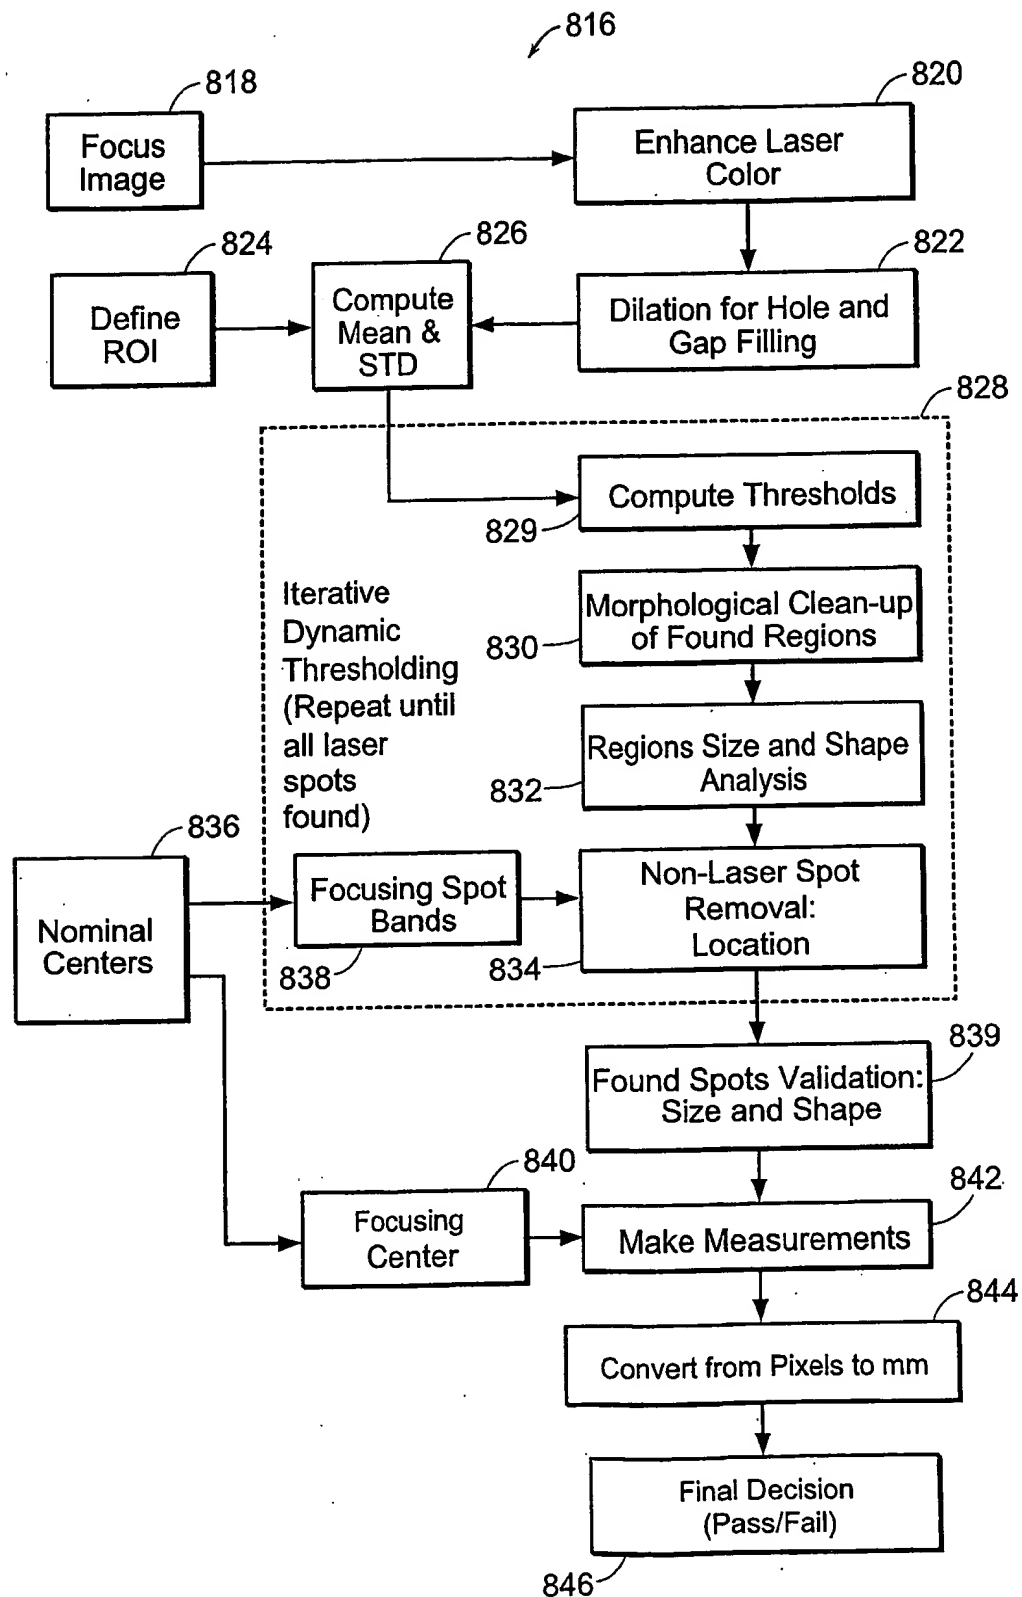 816
818
Focus
Image
820
Enhance Laser
Color
824
Define
ROI
826
Compute
Mean &
STD
822
Dilation for Hole and
Gap Filling
828
Compute Thresholds
829
Iterative
Dynamic
Thresholding
(Repeat until
all laser
spots
found)
Morphological Clean-up
of Found Regions
830
Regions Size and Shape
Analysis
832
836
Nominal
Centers
Focusing Spot
Bands
838
Non-Laser Spot
Removal:
Location
834
839
Found Spots Validation:
Size and Shape
840
Focusing
Center
842
Make Measurements
844
Convert from Pixels to mm
Final Decision
(Pass/Fail)
846